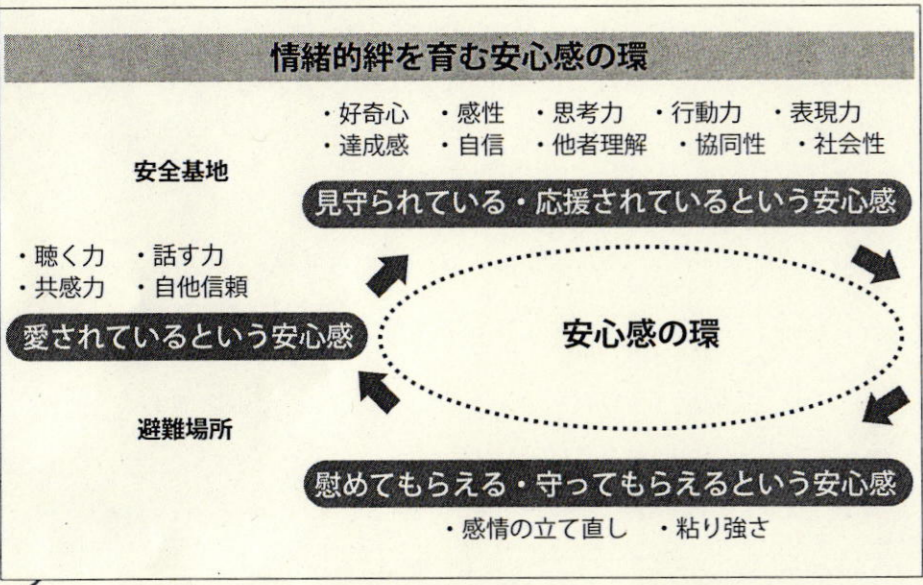 情緒的絆を育む安心感の環
・好奇心 ・感性 ・思考力 ・行動力 ・表現力
・達成感 ・自信 ・他者理解 ・協同性 ・社会性
安全基地
見守られている・応援されているという安心感
・聴く力 ・話す力
・共感力 ・自他信頼
愛されているという安心感
安心感の環
避難場所
慰めてもらえる・守ってもらえるという安心感
・感情の立て直し ・粘り強さ